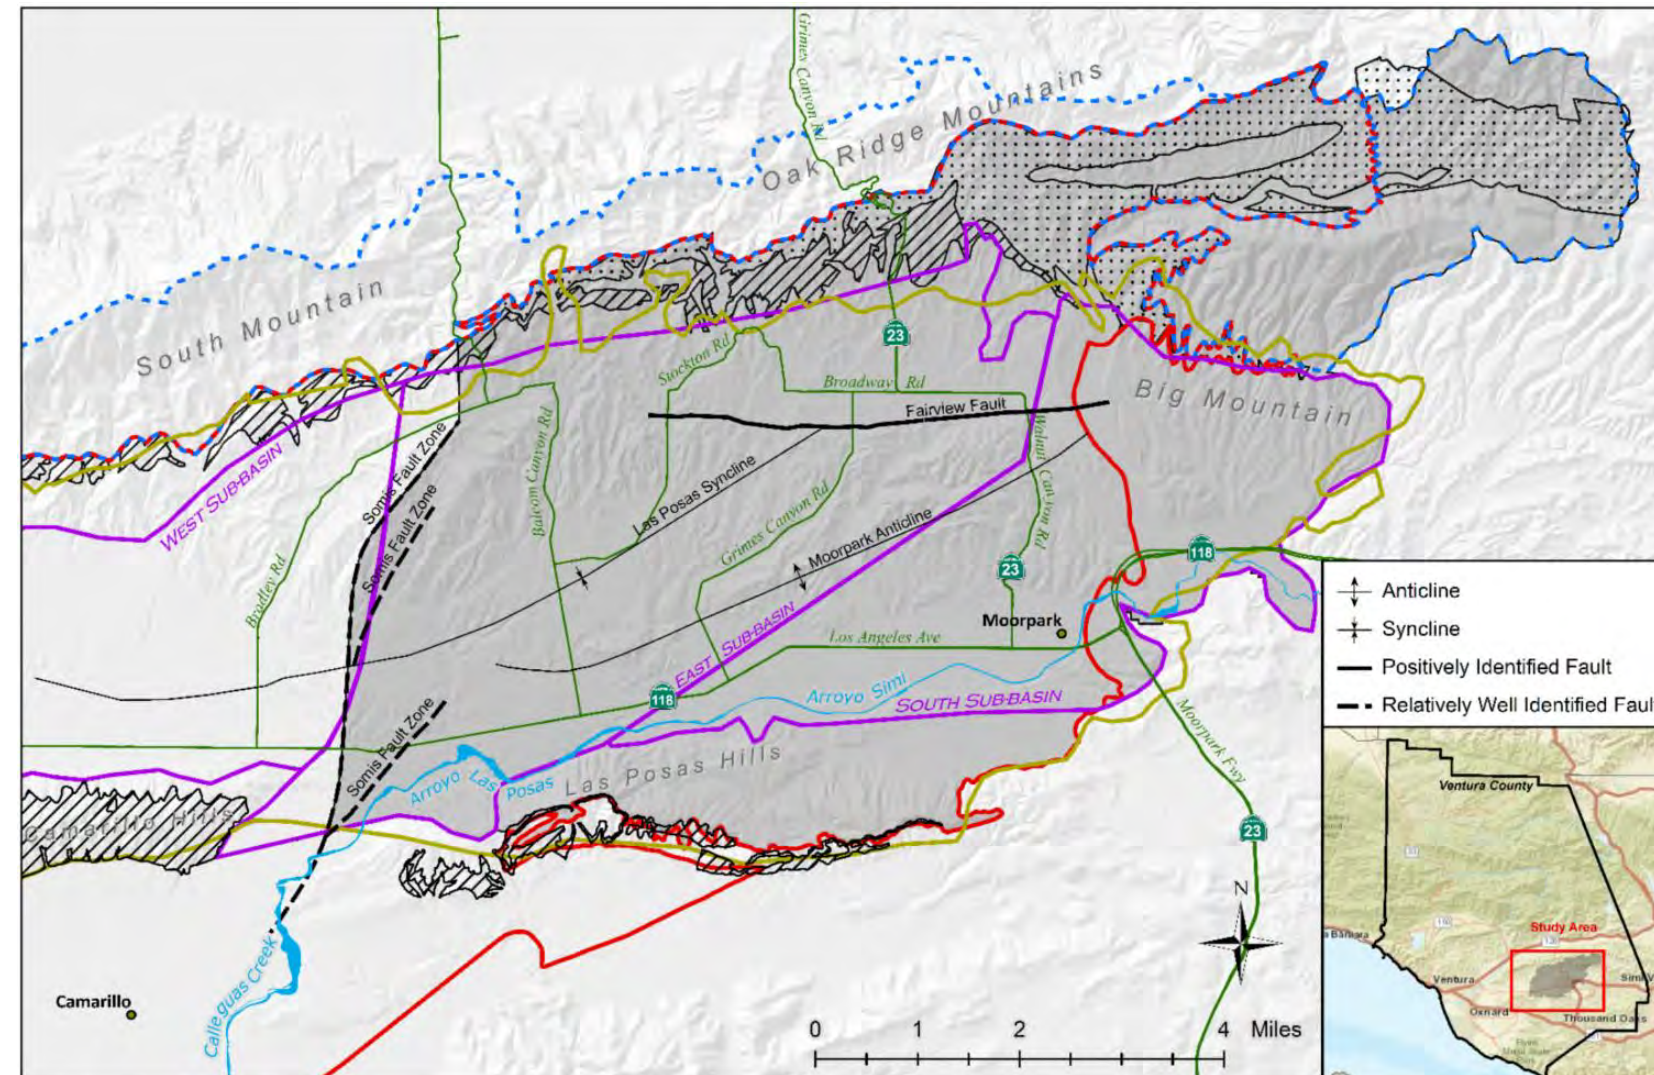 Grimes Canyon Rd
Oak Ridge Mountains
South Mountain
23
Stockton Rd
Broadway Rd
Big Mountain
Fairview Fault
Somis Fault Zone
WEST SUB-BASIN
Balcom Canyon Rd
Las Posas Syncline
Walnut Canyon Rd
Somis Fault Zone
Grimes Canyon Rd
Moorpark Anticline
118
Bradley Rd
23
Moorpark
EAST SUB-BASIN
Los Angeles Ave
118
Arroyo Simi
SOUTH SUB-BASIN
Somis Fault Zone
Moorpark Fwy
Arroyo Las Posas
Las Posas Hills
Camarillo Hills
23
Calleguas Creek
Camarillo
N
0 1 2 4 Miles
Anticline
Syncline
Positively Identified Fault
Relatively Well Identified Faul
Ventura County
Study Area
Ventura
Oxnard
Thousand Oaks